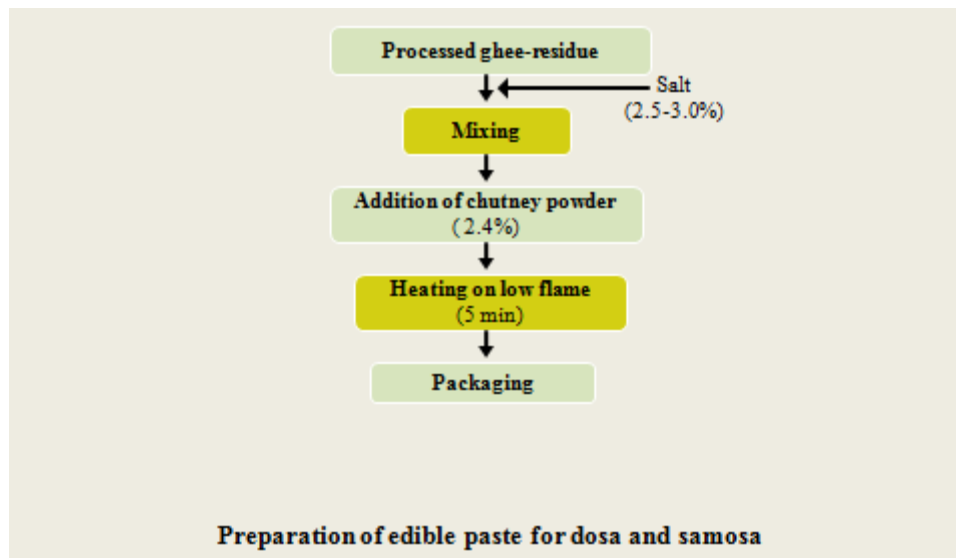 Processed ghee-residue
Salt
(2.5-3.0%)
Mixing
Addition of chutney powder
(2.4%)
Heating on low flame
(5 min)
Packaging
Preparation of edible paste for dosa and samosa